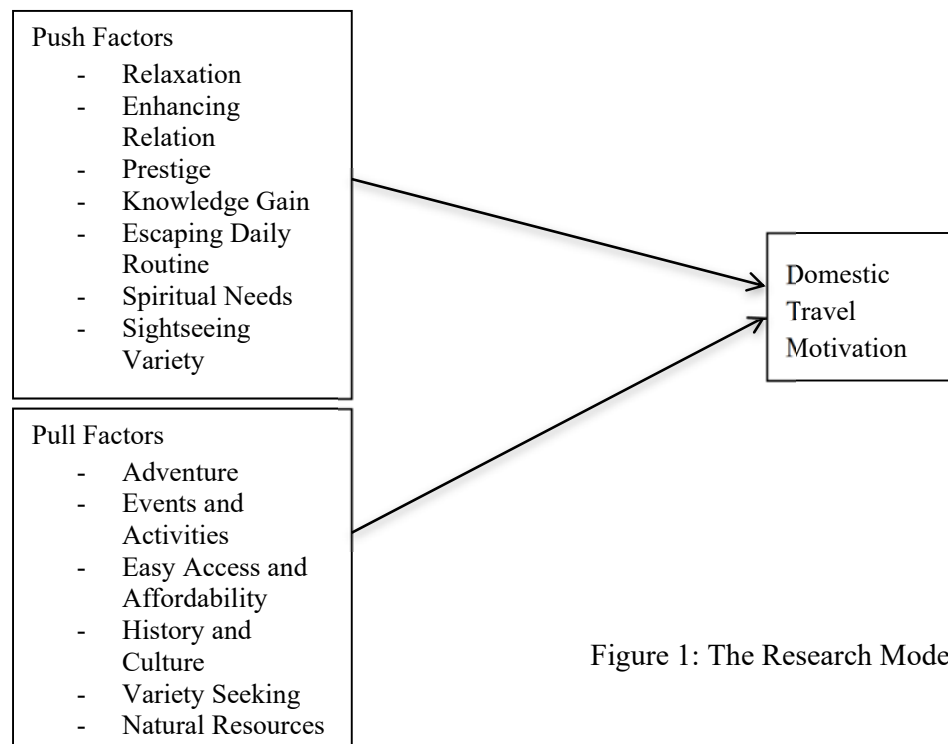 Push Factors
- Relaxation
- Enhancing
Relation
- Prestige
- Knowledge Gain
- Escaping Daily
Routine
- Spiritual Needs
- Sightseeing
Variety
Domestic
Travel
Motivation
Pull Factors
- Adventure
- Events and
Activities
- Easy Access and
Affordability
- History and
Culture
- Variety Seeking
- Natural Resources
Figure 1: The Research Mode